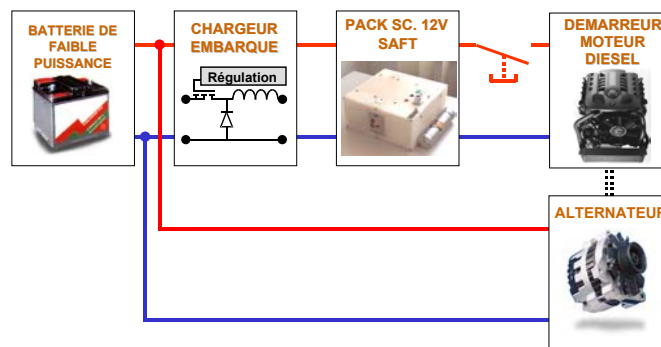 BATTERIE DE
FAIBLE
PUISSANCE
CHARGEUR
EMBARQUE
Régulation
PACK SC. 12V
SAFT
DEMARREUR
MOTEUR
DIESEL
ALTERNATEUR